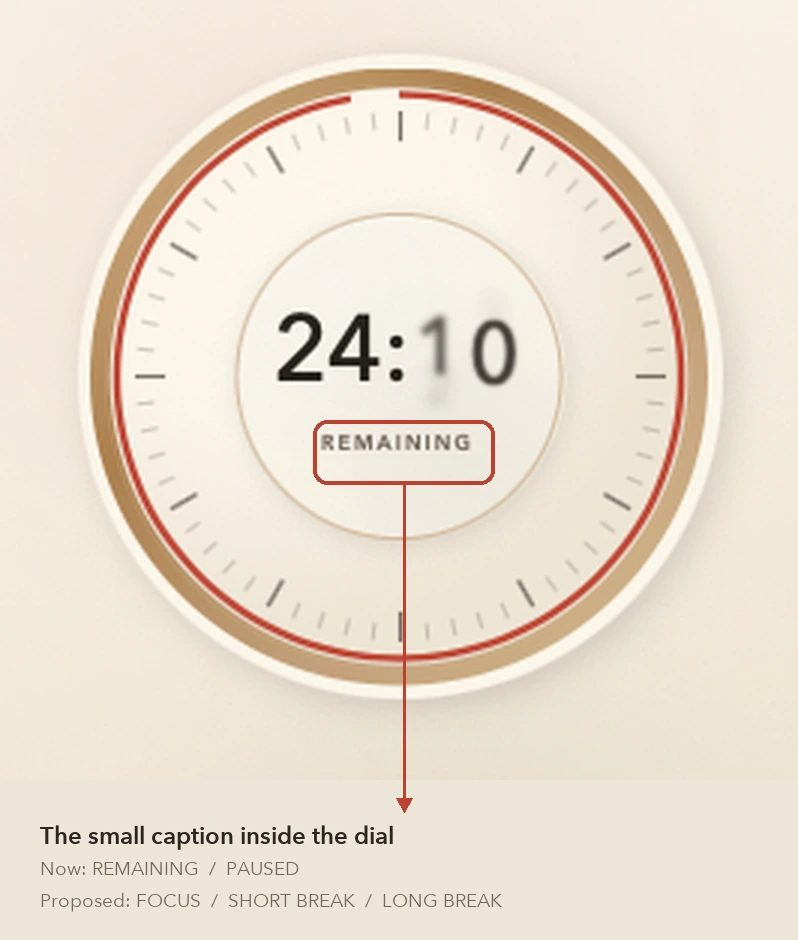 24:10
REMAINING
The small caption inside the dial
Now: REMAINING / PAUSED
Proposed: FOCUS / SHORT BREAK / LONG BREAK